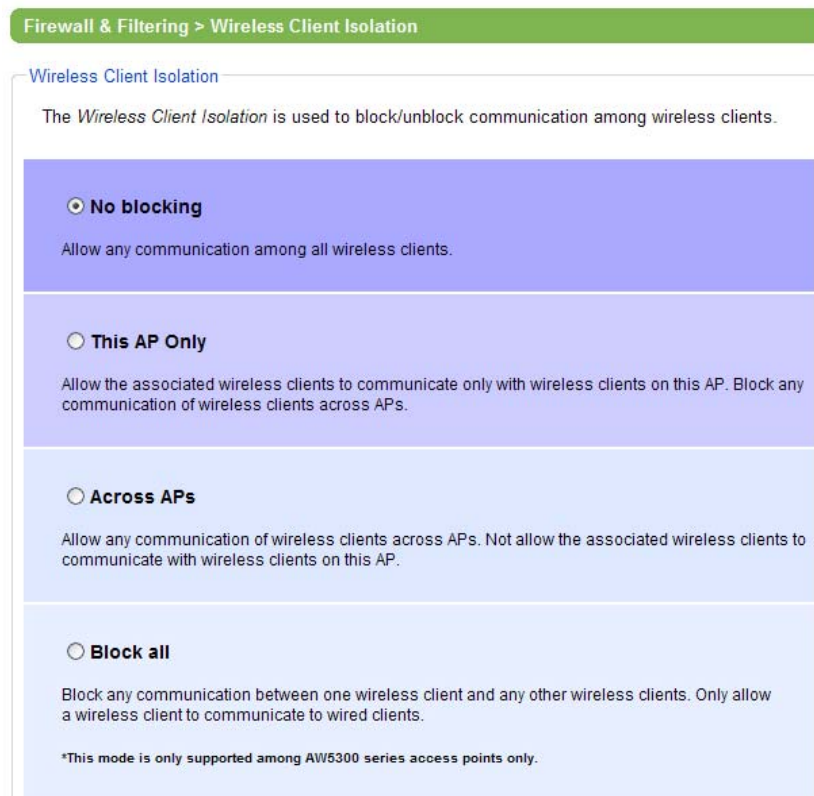 Firewall & Filtering > Wireless Client Isolation
Wireless Client Isolation
The Wireless Client Isolation is used to block/unblock communication among wireless clients.
No blocking
Allow any communication among all wireless clients.
This AP Only
Allow the associated wireless clients to communicate only with wireless clients on this AP. Block any
communication of wireless clients across APs.
Across APs
Allow any communication of wireless clients across APs. Not allow the associated wireless clients to
communicate with wireless clients on this AP.
Block all
Block any communication between one wireless client and any other wireless clients. Only allow
a wireless client to communicate to wired clients.
*This mode is only supported among AW5300 series access points only.